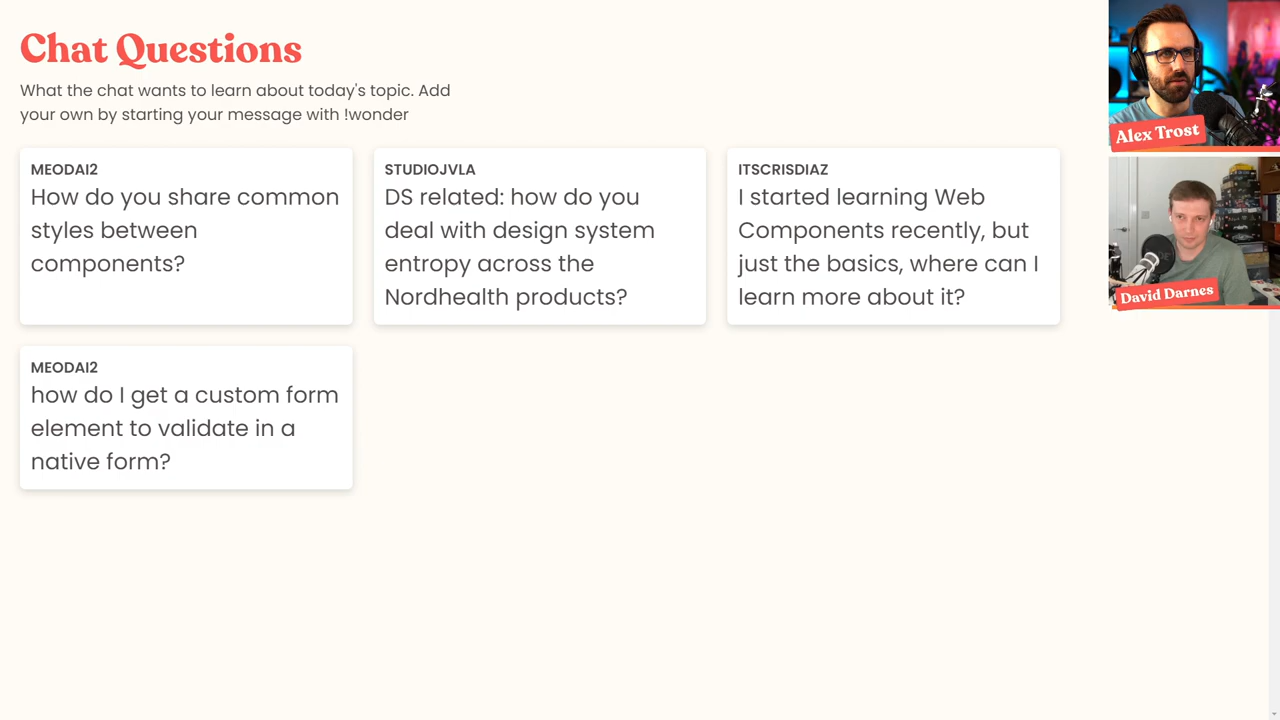 Chat Questions
What the chat wants to learn about today's topic. Add
your own by starting your message with !wonder
MEODAI2
How do you share common
styles between
components?
STUDIOJVLA
DS related: how do you
deal with design system
entropy across the
Nordhealth products?
ITSCRISDIAZ
I started learning Web
Components recently, but
just the basics, where can I
learn more about it?
MEODAI2
how do I get a custom form
element to validate in a
native form?
Alex Trost
David Darnes